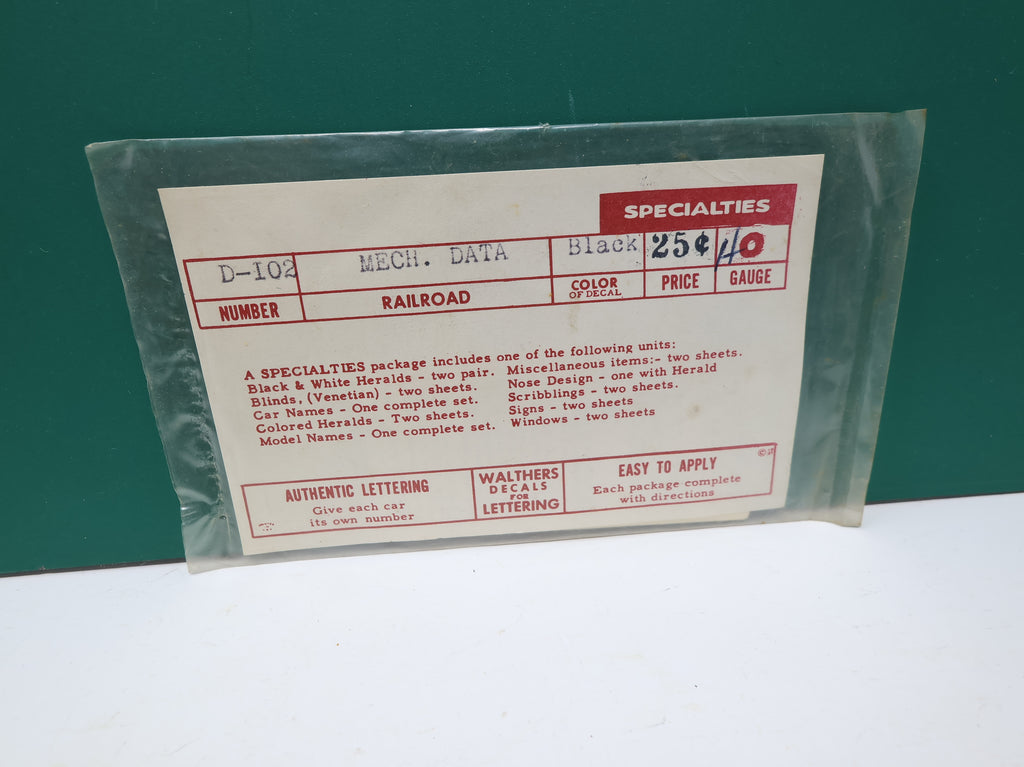 SPECIALTIES
D-102 MECH. DATA Black 25¢ HO
NUMBER RAILROAD COLOR OF DECAL PRICE GAUGE
A SPECIALTIES package includes one of the following units:
Black & White Heralds - two pair.
Blinds, (Venetian) - two sheets.
Car Names - One complete set.
Colored Heralds - Two sheets.
Model Names - One complete set.
Miscellaneous items:- two sheets.
Nose Design - one with Herald
Scribblings - two sheets.
Signs - two sheets
Windows - two sheets
AUTHENTIC LETTERING
Give each car
its own number
WALTHERS
DECALS
FOR
LETTERING
EASY TO APPLY
Each package complete
with directions